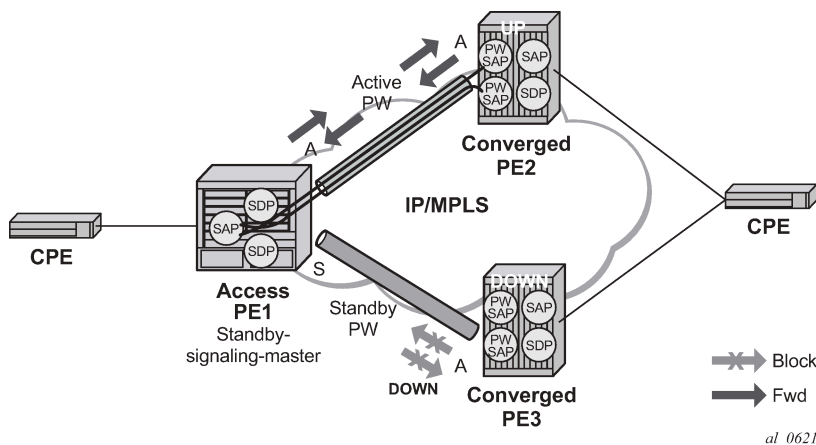 UP
PW
SAP
SAP
PW
SAP
SDP
A
A
Active
PW
Converged
PE2
SDP
SAP
SDP
IP/MPLS
CPE
CPE
S
Access
PE1
Standby-
signaling-master
Standby
PW
DOWN
PW
SAP
SAP
PW
SAP
SDP
A
DOWN
Converged
PE3
Block
Fwd
al_0621